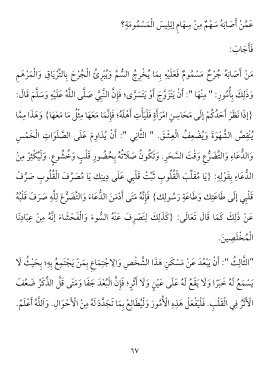 عَمَّنْ أَصَابَهُ سَهْمٌ مِنْ سِهَامِ إبْلِيسَ الْمَسْمُومَةِ؟
فَأَجَابَ:
مَنْ أَصَابَهُ جُرْحٌ مَسْمُومٌ فَعَلَيْهِ بِمَا يُخْرِجُ السُّمَّ وَيُبْرِئُ الْجُرْحَ بِالتِّرْيَاقِ وَالْمَرْهَمِ
وَذَلِكَ بِأُمُورٍ: " مِنْهَا ": أَنْ يَتَزَوَّجَ أَوْ يَتَسَرَّى؛ فَإِنَّ النَّبِيَّ صَلَّى اللَّهُ عَلَيْهِ وَسَلَّمَ قَالَ:
{إذَا نَظَرَ أَحَدُكُمْ إلَى مَحَاسِنِ امْرَأَةٍ فَلْيَأْتِ أَهْلَهُ؛ فَإِنَّمَا مَعَهَا مِثْلُ مَا مَعَهَا} وَهَذَا مِمَّا
يُنْقِصُ الشَّهْوَةَ وَيُضْعِفُ الْعِشْقَ. " الثَّانِي ": أَنْ يُدَاوِمَ عَلَى الصَّلَوَاتِ الْخَمْسِ
وَالدُّعَاءِ وَالتَّضَرُّعِ وَقْتَ السَّحَرِ. وَتَكُونُ صَلَاتُهُ بِحُضُورِ قَلْبٍ وَخُشُوعٍ. وَلْيُكْثِرْ مِنْ
الدُّعَاءِ بِقَوْلِهِ: {يَا مُقَلِّبَ الْقُلُوبِ ثَبِّتْ قَلْبِي عَلَى دِينِك يَا مُصَرِّفَ الْقُلُوبِ صَرِّفْ
قَلْبِي إلَى طَاعَتِك وَطَاعَةِ رَسُولِك} فَإِنَّهُ مَتَى أَدْمَنَ الدُّعَاءَ وَالتَّضَرُّعَ لِلَّهِ صَرَفَ قَلْبَهُ
عَنْ ذَلِكَ كَمَا قَالَ تَعَالَى: {كَذَلِكَ لِنَصْرِفَ عَنْهُ السُّوءَ وَالْفَحْشَاءَ إنَّهُ مِنْ عِبَادِنَا
الْمُخْلَصِينَ.
"الثَّالِثُ ": أَنْ يَبْعُدَ عَنْ مَسْكَنِ هَذَا الشَّخْصِ وَالِاجْتِمَاعِ بِمَنْ يَجْتَمِعُ بِهِ؛ بِحَيْثُ لَا
يَسْمَعُ لَهُ خَبَرًا وَلَا يَقَعُ لَهُ عَلَى عَيْنٍ وَلَا أَثَرٍ؛ فَإِنَّ الْبُعْدَ جَفَا وَمَتَى قَلَّ الذِّكْرُ ضَعُفَ
الْأَثَرُ فِي الْقَلْبِ. فَلْيَفْعَلْ هَذِهِ الْأُمُورَ وَلْيُطَالِعْ بِمَا تَجَدَّدَ لَهُ مِنْ الْأَحْوَالِ. وَاَللَّهُ أَعْلَمُ.
٦٧